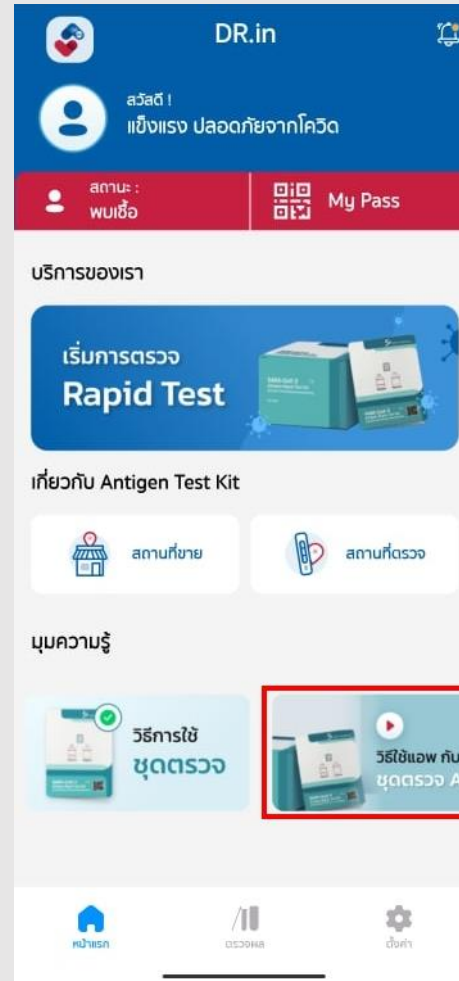 DR.in
สวัสดี !
แข็งแรง ปลอดภัยจากโควิด
สถานะ :
พบเชื้อ
My Pass
บริการของเรา
เริ่มการตรวจ
Rapid Test
เกี่ยวกับ Antigen Test Kit
สถานที่ขาย
สถานที่ตรวจ
มุมความรู้
วิธีการใช้
ชุดตรวจ
วิธีใช้แอพ กับ
ชุดตรวจ A
หน้าแรก
ตรวจผล
ตั้งค่า